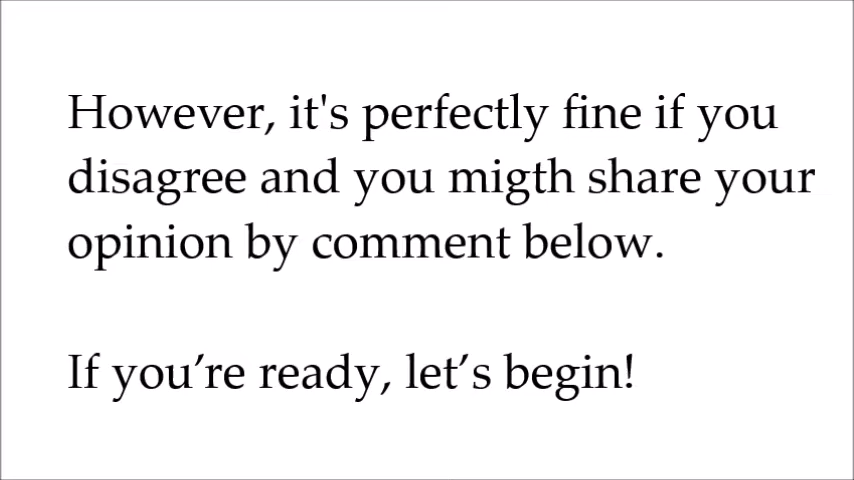 However, it's perfectly fine if you
disagree and you migth share your
opinion by comment below.
If you’re ready, let’s begin!